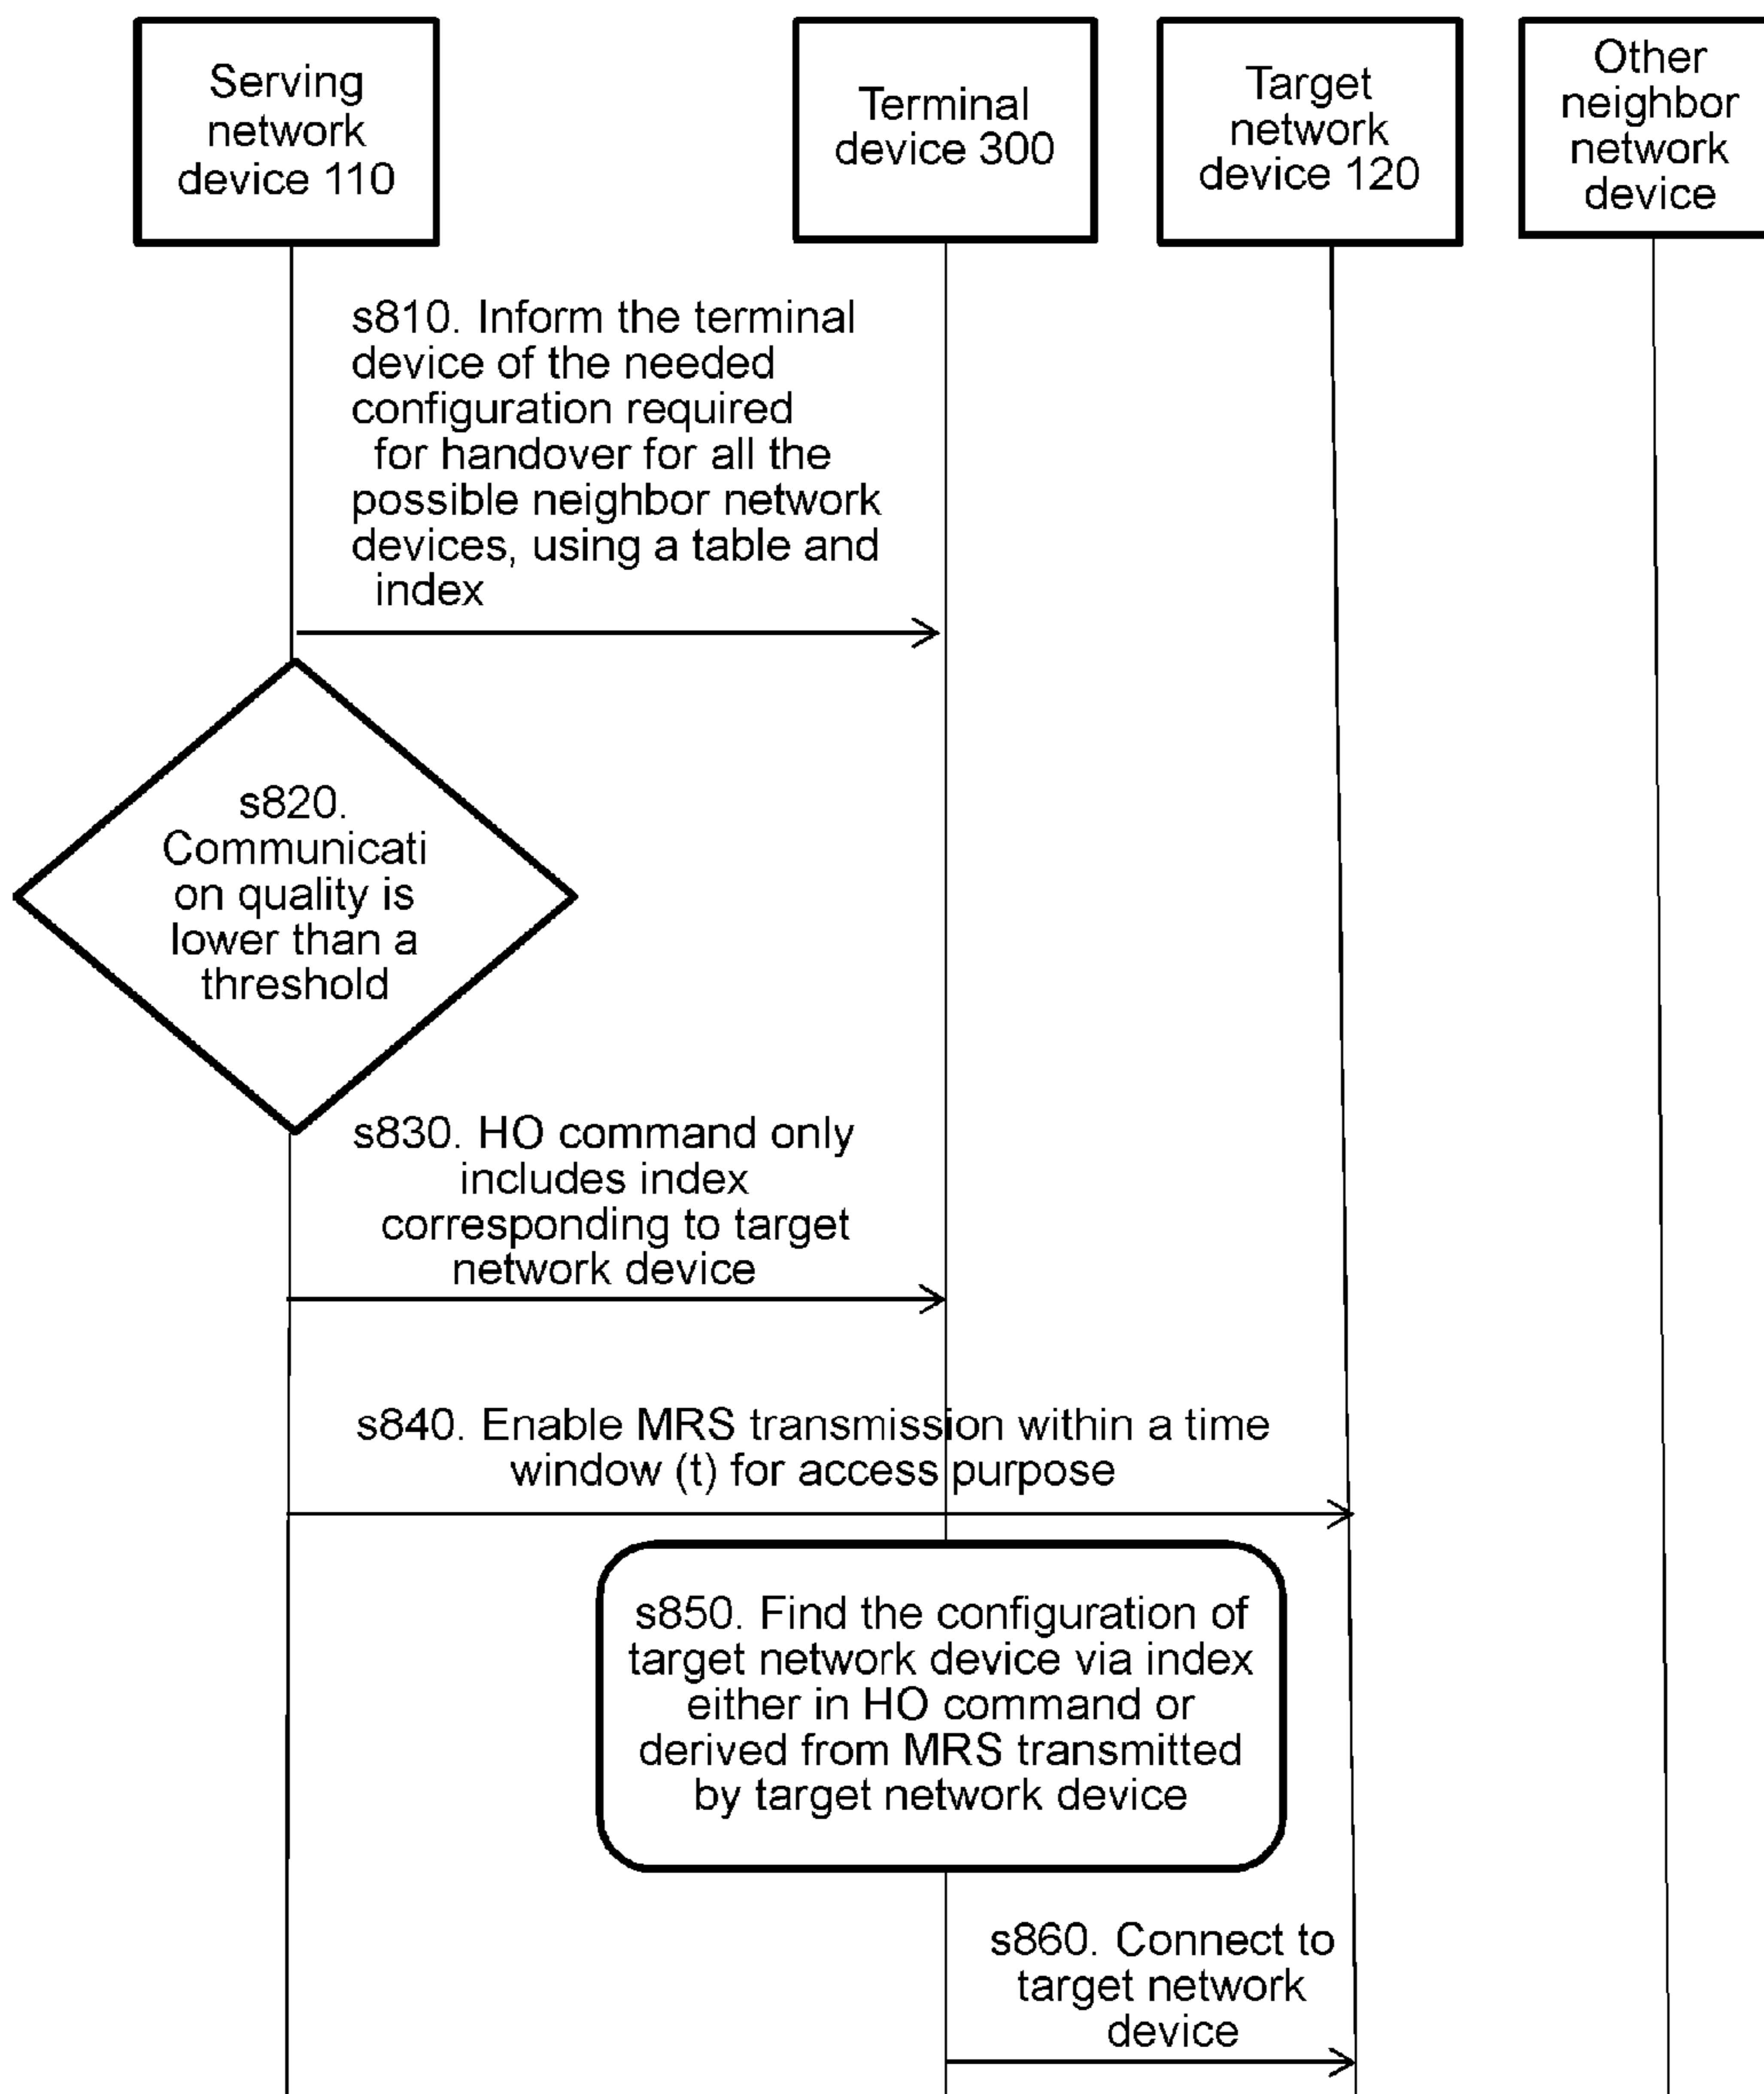 Serving
network
device 110
Terminal
device 300
Target
network
device 120
Other
neighbor
network
device
s810. Inform the terminal
device of the needed
configuration required
for handover for all the
possible neighbor network
devices, using a table and
index
s820.
Communicati
on quality is
lower than a
threshold
s830. HO command only
includes index
corresponding to target
network device
s840. Enable MRS transmission within a time
window (t) for access purpose
s850. Find the configuration of
target network device via index
either in HO command or
derived from MRS transmitted
by target network device
s860. Connect to
target network
device